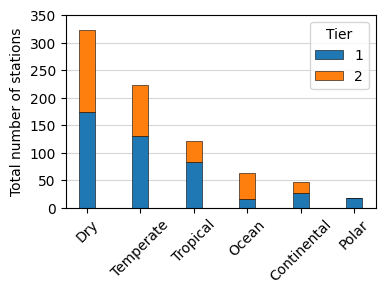 Total number of stations
350
300
250
200
150
100
50
0
Tier
1
2
Dry
Temperate
Tropical
Ocean
Continental
Polar